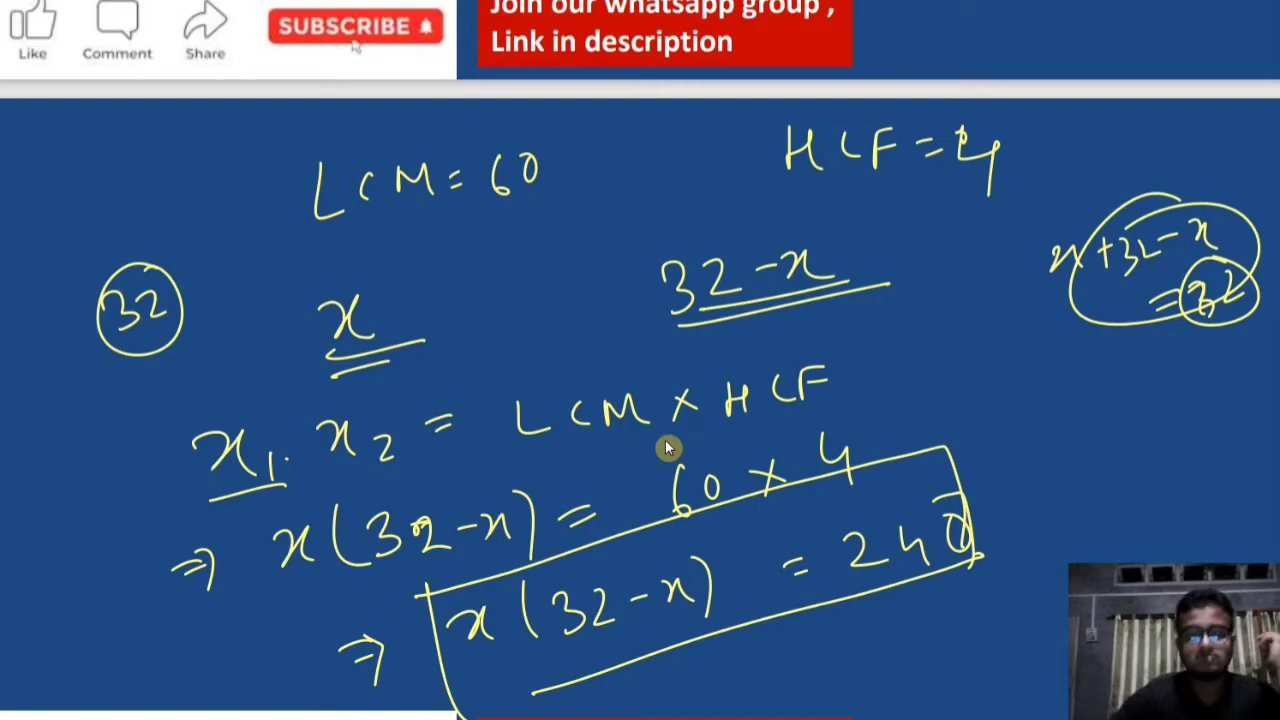 Join our whatsapp group ,
SUBSCRIBE
Link in description
Like Comment Share
LCM = 60
HCF = 4
x + 32 - x
= 32
32
x
32 - x
x₁. x₂ = LCM × HCF
⇒ x(32 - x) = 60 × 4
⇒ x(32 - x) = 240